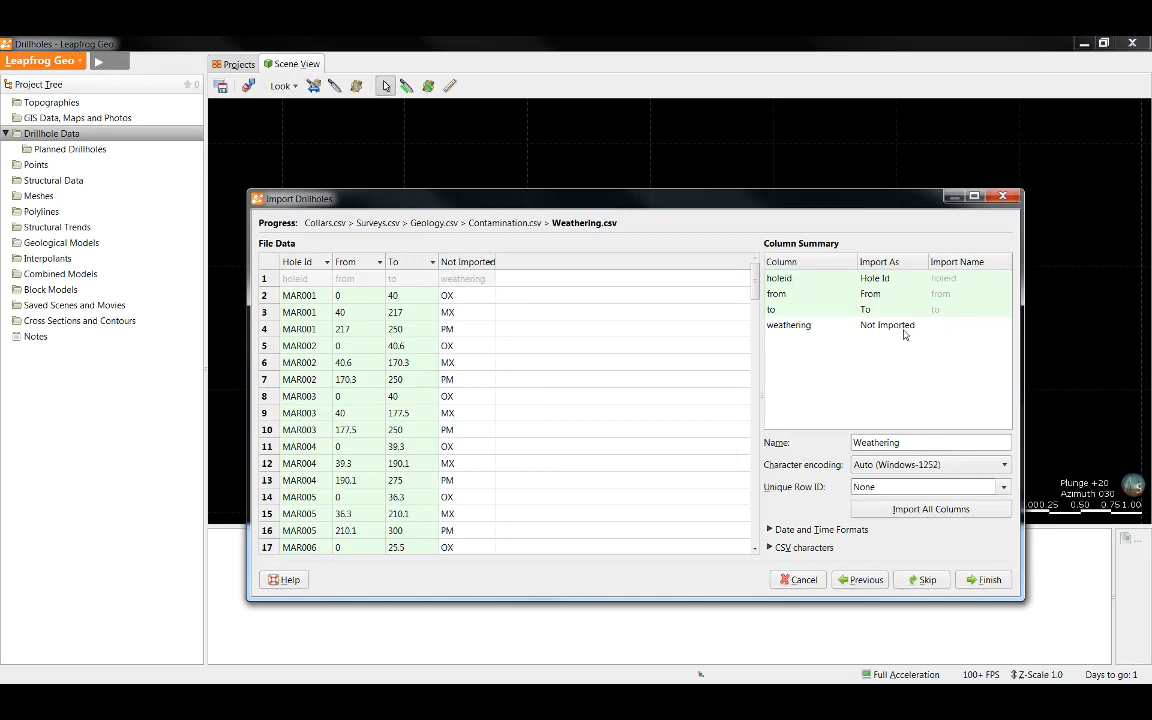 Drillholes - Leapfrog Geo
Leapfrog Geo
Projects
Scene View
Project Tree
0
Look
Topographies
GIS Data, Maps and Photos
Drillhole Data
Planned Drillholes
Points
Structural Data
Meshes
Polylines
Structural Trends
Geological Models
Interpolants
Combined Models
Block Models
Saved Scenes and Movies
Cross Sections and Contours
Notes
Import Drillholes
Progress: Collars.csv > Surveys.csv > Geology.csv > Contamination.csv > Weathering.csv
File Data
Hole Id From To Not Imported
1 holeid from to weathering
2 MAR001 0 40 OX
3 MAR001 40 217 MX
4 MAR001 217 250 PM
5 MAR002 0 40.6 OX
6 MAR002 40.6 170.3 MX
7 MAR002 170.3 250 PM
8 MAR003 0 40 OX
9 MAR003 40 177.5 MX
10 MAR003 177.5 250 PM
11 MAR004 0 39.3 OX
12 MAR004 39.3 190.1 MX
13 MAR004 190.1 275 PM
14 MAR005 0 36.3 OX
15 MAR005 36.3 210.1 MX
16 MAR005 210.1 300 PM
17 MAR006 0 25.5 OX
Column Summary
Column Import As Import Name
holeid Hole Id holeid
from From from
to To to
weathering Not Imported
Name: Weathering
Character encoding: Auto (Windows-1252)
Unique Row ID: None
Import All Columns
Date and Time Formats
CSV characters
Help
Cancel
Previous
Skip
Finish
Plunge +20
Azimuth 030
0.25 0.50 0.75 1.00
Full Acceleration
100+ FPS
Z-Scale 1.0
Days to go: 1